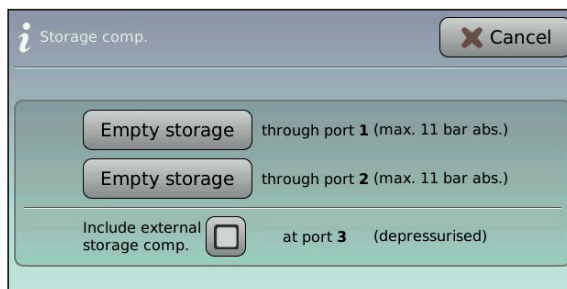 i Storage comp.
Cancel
Empty storage through port 1 (max. 11 bar abs.)
Empty storage through port 2 (max. 11 bar abs.)
Include external
storage comp. at port 3 (depressurised)